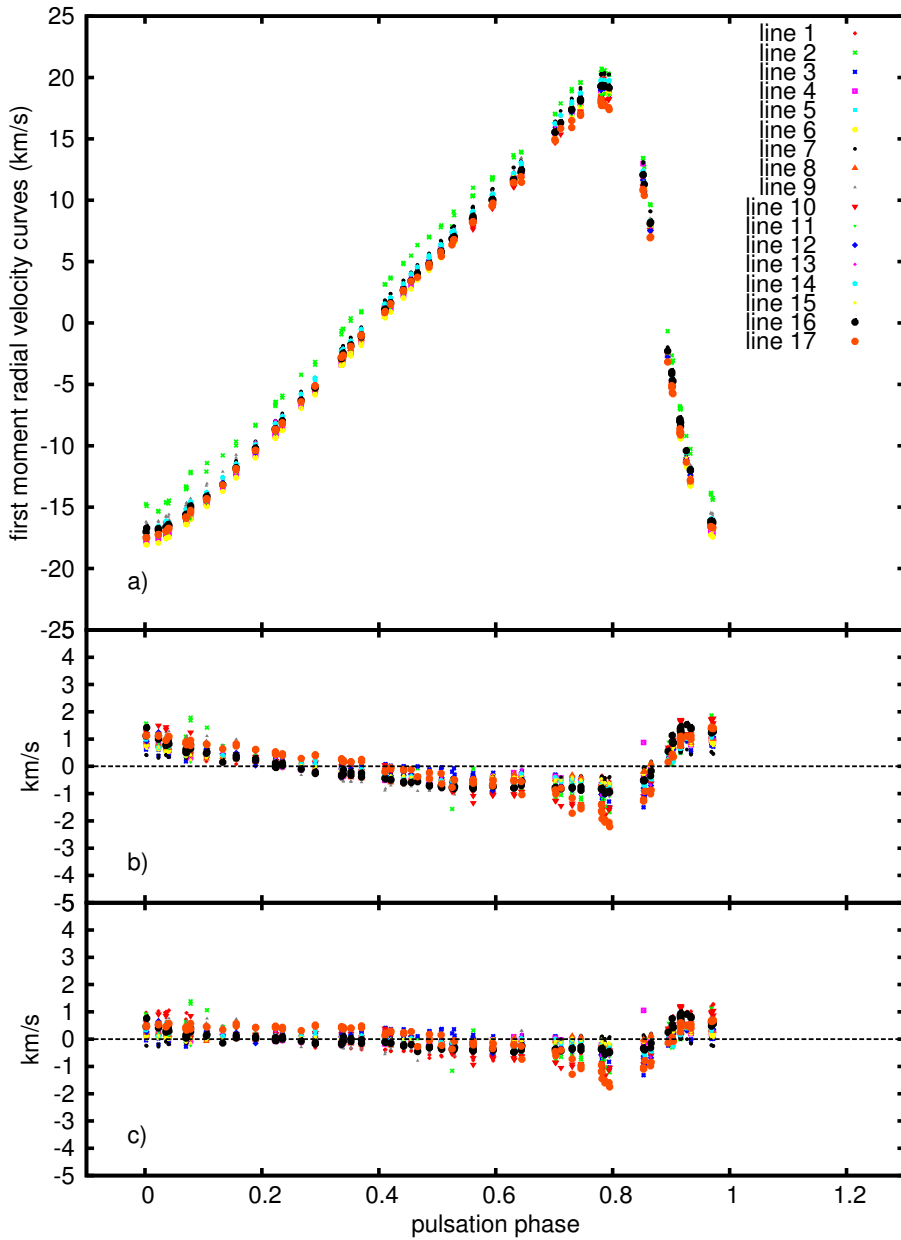 first moment radial velocity curves (km/s)
25
20
15
10
5
0
-5
-10
-15
-20
-25
line 1
line 2
line 3
line 4
line 5
line 6
line 7
line 8
line 9
line 10
line 11
line 12
line 13
line 14
line 15
line 16
line 17
a)
km/s
4
3
2
1
0
-1
-2
-3
-4
-5
b)
km/s
4
3
2
1
0
-1
-2
-3
-4
-5
c)
0
0.2
0.4
0.6
0.8
1
1.2
pulsation phase